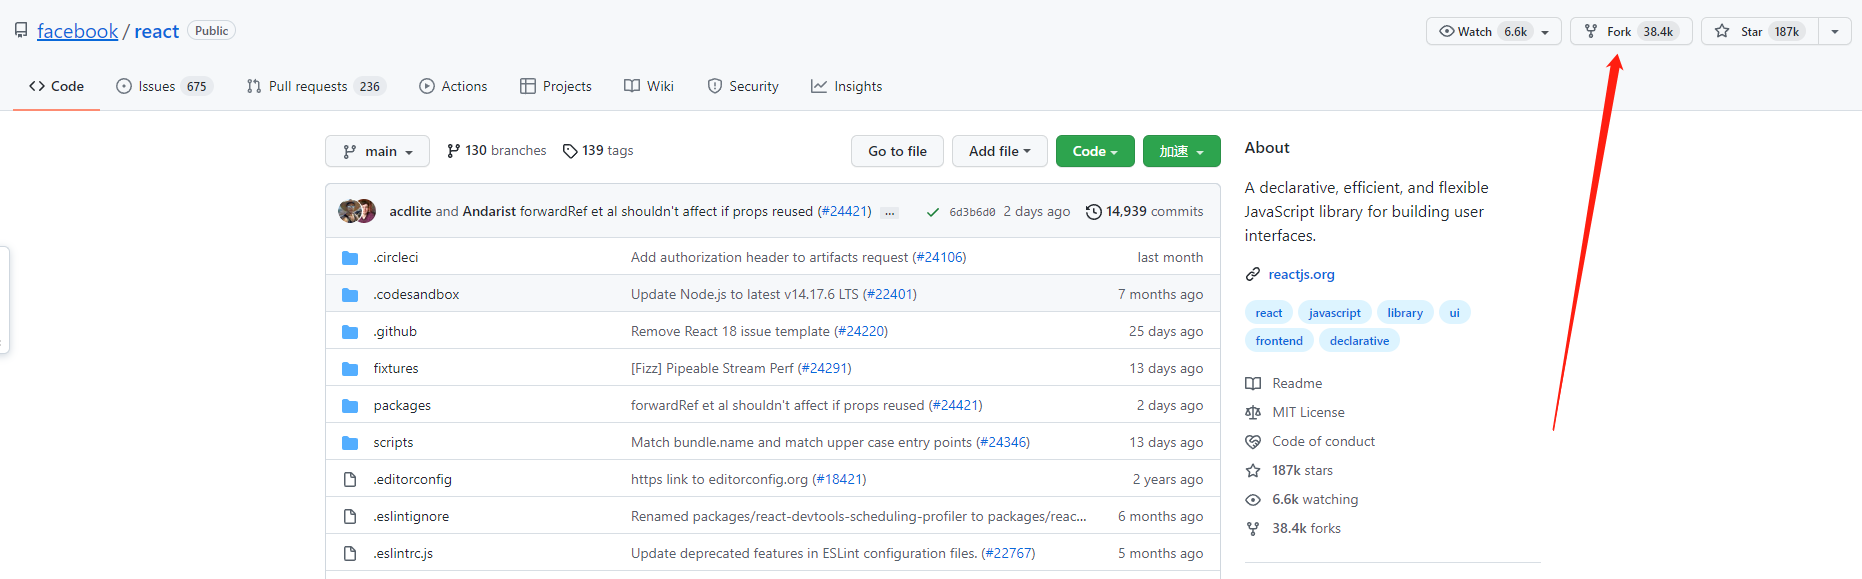 facebook / react Public Watch 6.6k Fork 38.4k Star 187k
Code Issues 675 Pull requests 236 Actions Projects Wiki Security Insights
main 130 branches 139 tags Go to file Add file Code 加速
acdlite and Andarist forwardRef et al shouldn't affect if props reused (#24421) ... 6d3b6d0 2 days ago 14,939 commits
.circleci Add authorization header to artifacts request (#24106) last month
.codesandbox Update Node.js to latest v14.17.6 LTS (#22401) 7 months ago
.github Remove React 18 issue template (#24220) 25 days ago
fixtures [Fizz] Pipeable Stream Perf (#24291) 13 days ago
packages forwardRef et al shouldn't affect if props reused (#24421) 2 days ago
scripts Match bundle.name and match upper case entry points (#24346) 13 days ago
.editorconfig https link to editorconfig.org (#18421) 2 years ago
.eslintignore Renamed packages/react-devtools-scheduling-profiler to packages/reac... 6 months ago
.eslintrc.js Update deprecated features in ESLint configuration files. (#22767) 5 months ago
About
A declarative, efficient, and flexible
JavaScript library for building user
interfaces.
reactjs.org
react javascript library ui
frontend declarative
Readme
MIT License
Code of conduct
187k stars
6.6k watching
38.4k forks